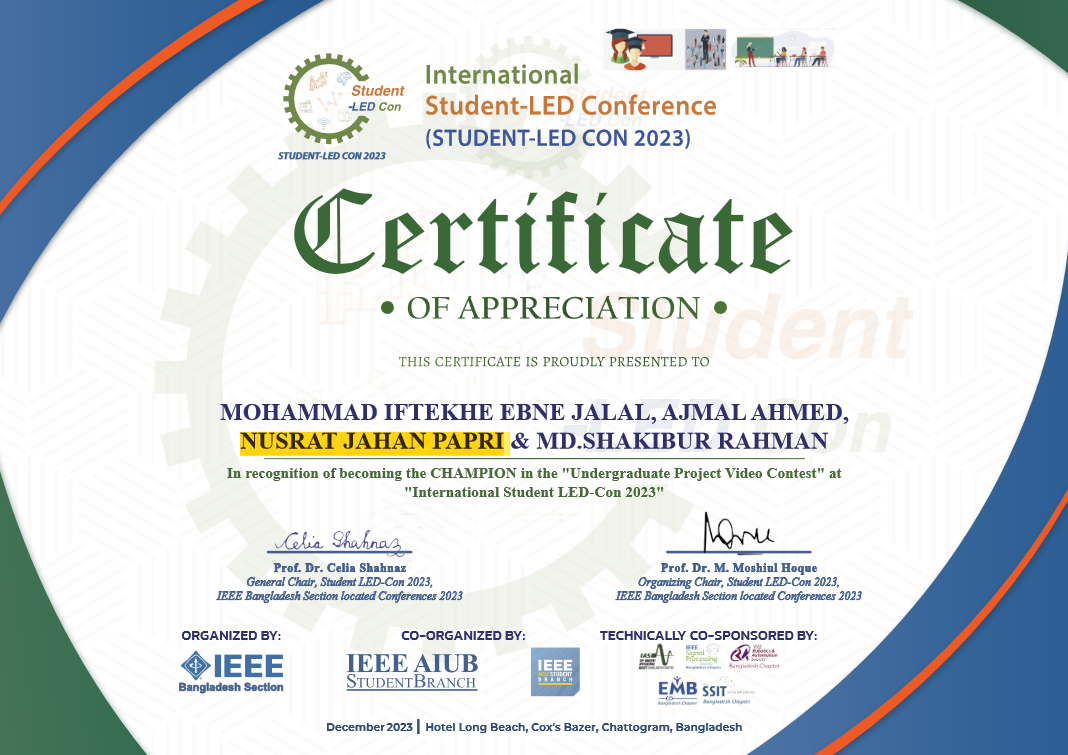 Student
-LED Con
STUDENT-LED CON 2023
International
Student-LED Conference
(STUDENT-LED CON 2023)
Certificate
• OF APPRECIATION •
THIS CERTIFICATE IS PROUDLY PRESENTED TO
MOHAMMAD IFTEKHE EBNE JALAL, AJMAL AHMED,
NUSRAT JAHAN PAPRI & MD.SHAKIBUR RAHMAN
In recognition of becoming the CHAMPION in the "Undergraduate Project Video Contest" at
"International Student LED-Con 2023"
Celia Shahnaz
Prof. Dr. Celia Shahnaz
General Chair, Student LED-Con 2023,
IEEE Bangladesh Section located Conferences 2023
Prof. Dr. M. Moshiul Hoque
Organizing Chair, Student LED-Con 2023,
IEEE Bangladesh Section located Conferences 2023
ORGANIZED BY:
IEEE
Bangladesh Section
CO-ORGANIZED BY:
IEEE AIUB
STUDENTBRANCH
IEEE
STUDENT
BRANCH
TECHNICALLY CO-SPONSORED BY:
IAS
IEEE
Signal
Processing
Bangladesh Chapter
Robotics &
Automation
Society
Bangladesh Chapter
EMB
Bangladesh Chapter
SSIT
Bangladesh Chapter
December 2023 | Hotel Long Beach, Cox's Bazer, Chattogram, Bangladesh